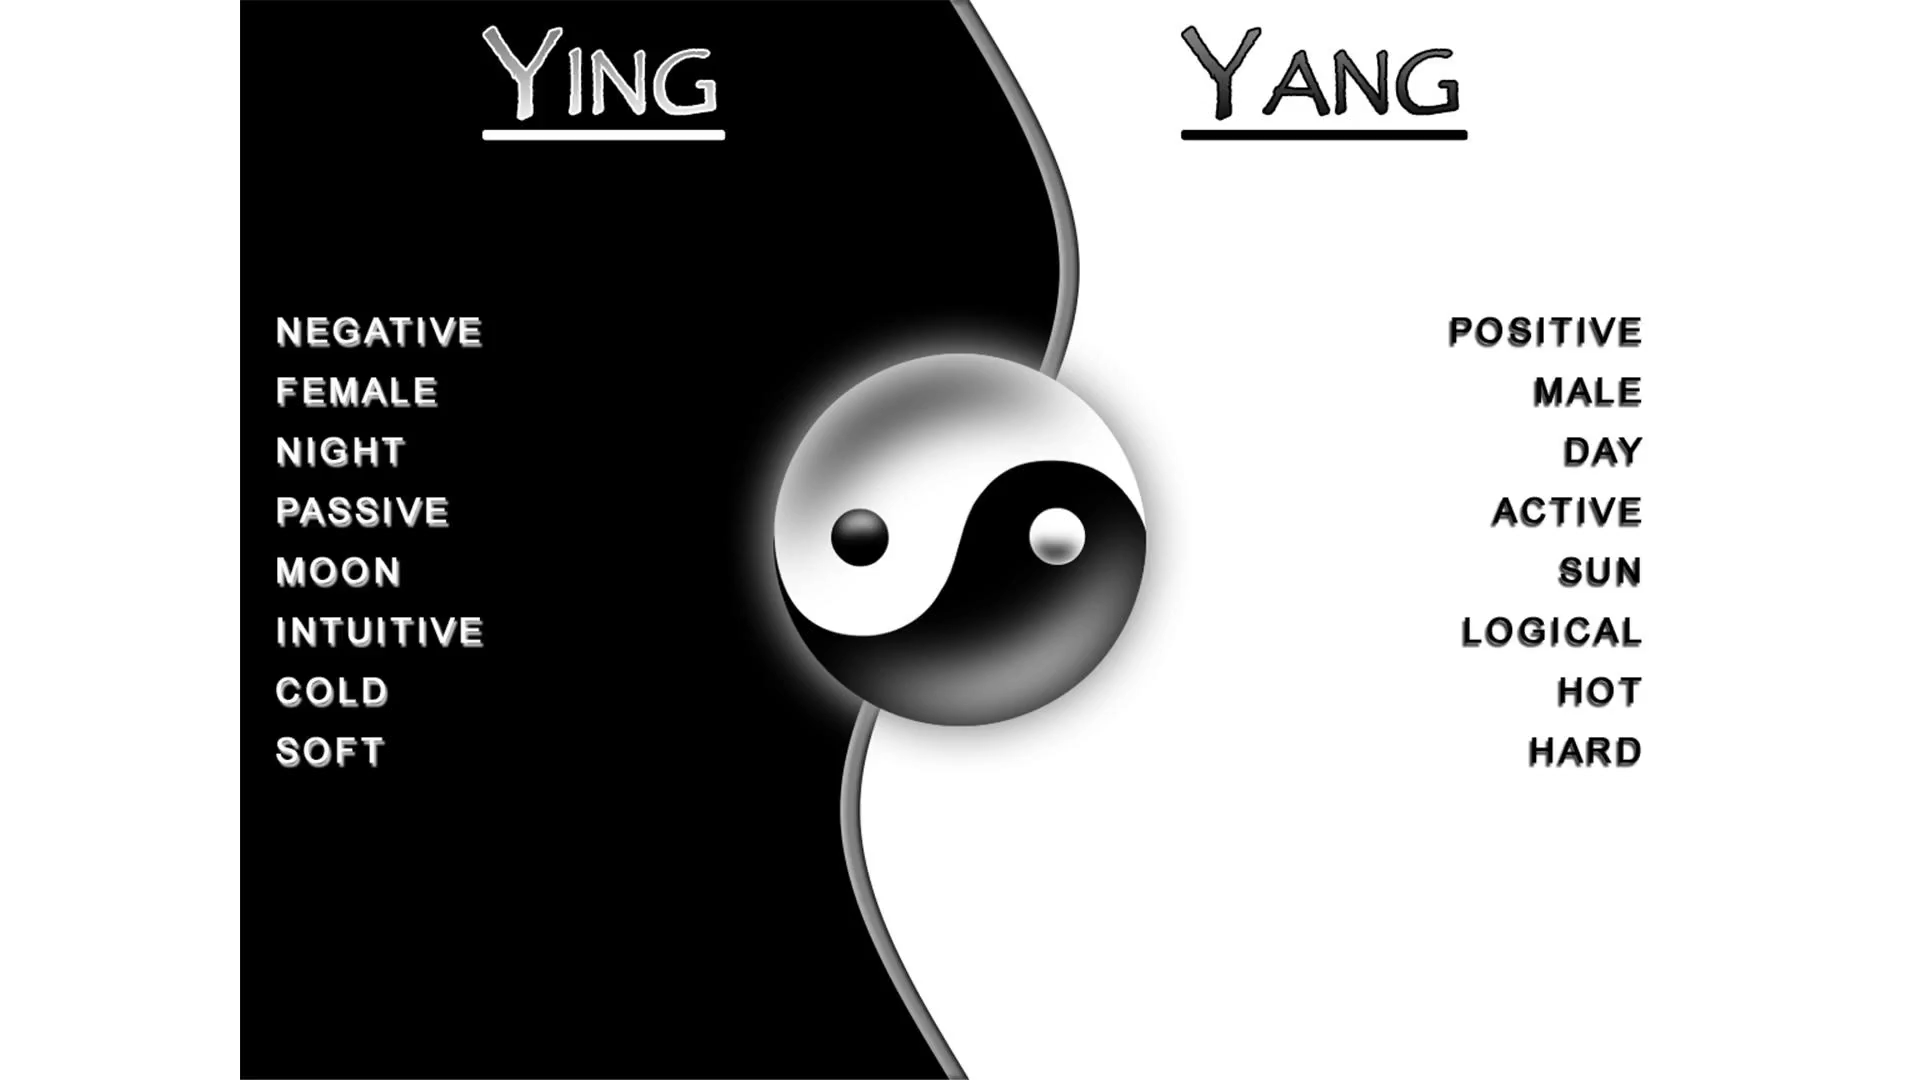 Ying
Yang
NEGATIVE
FEMALE
NIGHT
PASSIVE
MOON
INTUITIVE
COLD
SOFT
POSITIVE
MALE
DAY
ACTIVE
SUN
LOGICAL
HOT
HARD